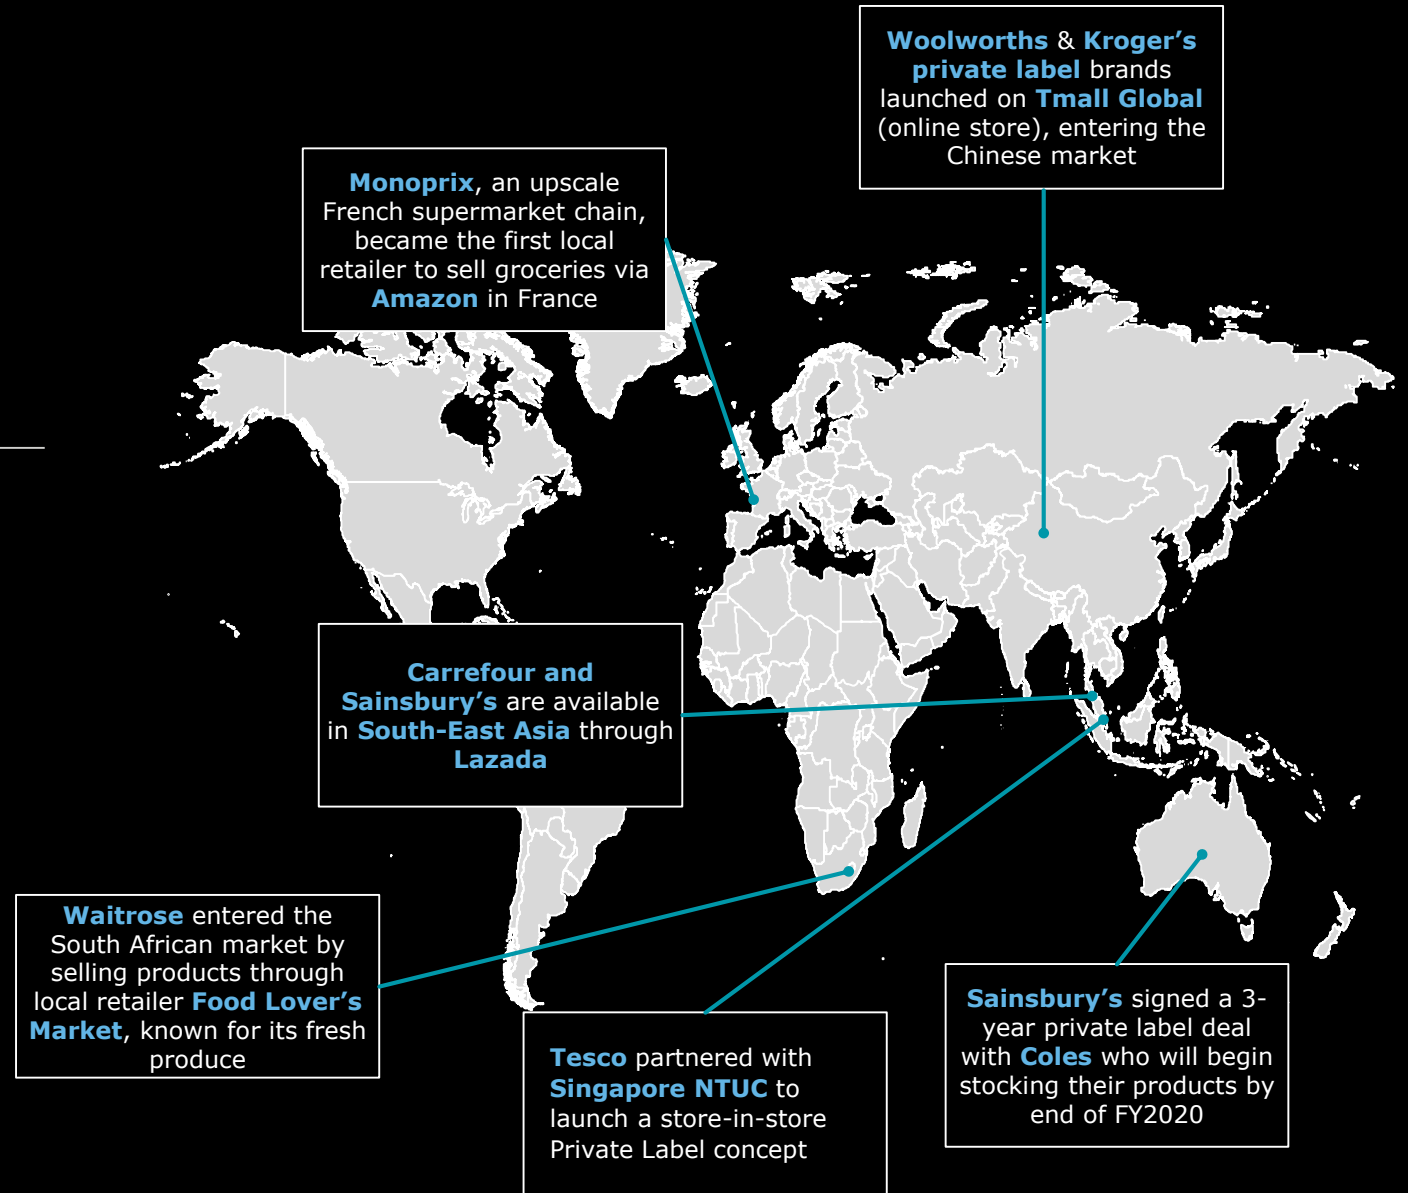 Woolworths & Kroger’s
private label brands
launched on Tmall Global
(online store), entering the
Chinese market
Monoprix, an upscale
French supermarket chain,
became the first local
retailer to sell groceries via
Amazon in France
Carrefour and
Sainsbury’s are available
in South-East Asia through
Lazada
Waitrose entered the
South African market by
selling products through
local retailer Food Lover’s
Market, known for its fresh
produce
Tesco partnered with
Singapore NTUC to
launch a store-in-store
Private Label concept
Sainsbury’s signed a 3-
year private label deal
with Coles who will begin
stocking their products by
end of FY2020